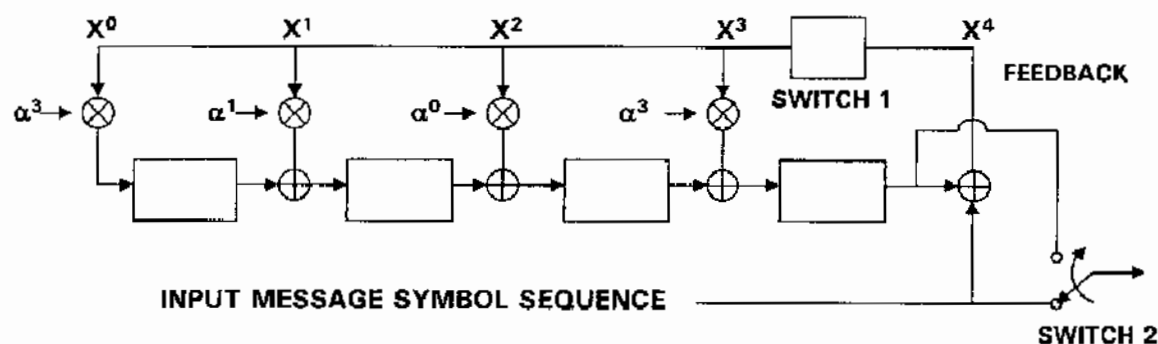 X⁰ X¹ X² X³ X⁴
FEEDBACK
SWITCH 1
α³ α¹ α⁰ α³
INPUT MESSAGE SYMBOL SEQUENCE
SWITCH 2